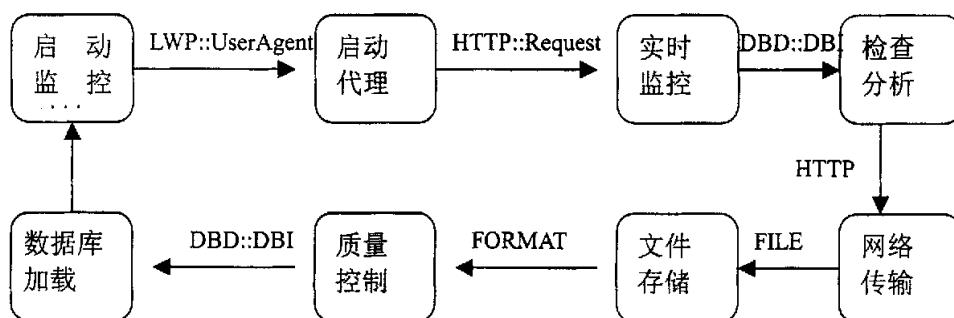 启 动
监 控
...
LWP::UserAgent
启动
代理
HTTP::Request
实时
监控
DBD::DBI
检查
分析
HTTP
数据库
加载
DBD::DBI
质量
控制
FORMAT
文件
存储
FILE
网络
传输